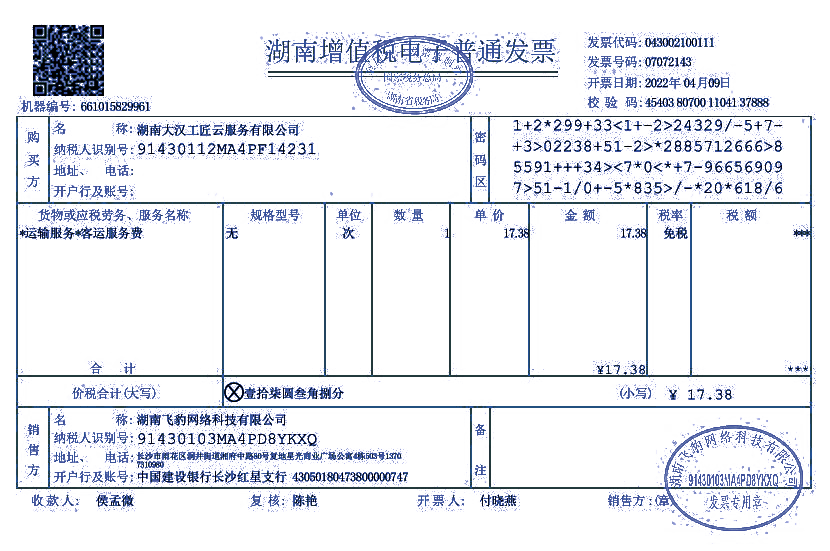 湖南增值税电子普通发票
国家税务总局
湖南省税务局
发票代码: 043002100111
发票号码: 07072143
开票日期: 2022年04月09日
校 验 码: 45403 80700 11041 37888
机器编号: 661015829961
购买方
名 称: 湖南大汉工匠云服务有限公司
纳税人识别号: 91430112MA4PF14231
地址、 电话:
开户行及账号:
密码区
1+2*299+33<1+-2>24329/-5+7-
+3>02238+51-2>*2885712666>8
5591+++34><7*0<*+7-96656909
7>51-1/0+-5*835>/-*20*618/6
货物或应税劳务、服务名称 规格型号 单位 数 量 单 价 金 额 税率 税 额
*运输服务*客运服务费 无 次 1 17.38 17.38 免税 ***
合 计 ¥17.38 ***
价税合计(大写) ⊗壹拾柒圆叁角捌分 (小写) ¥ 17.38
销售方
名 称: 湖南飞豹网络科技有限公司
纳税人识别号: 91430103MA4PD8YKXQ
地址、 电话: 长沙市雨花区洞井街道湘府中路80号复地星光商业广场公寓4栋503号1370
7310980
开户行及账号: 中国建设银行长沙红星支行 43050180473800000747
备注
收款人: 侯孟微 复核: 陈艳 开票人: 付晓燕 销售方: (章)
湖南飞豹网络科技有限公司
91430103MA4PD8YKXQ
发票专用章